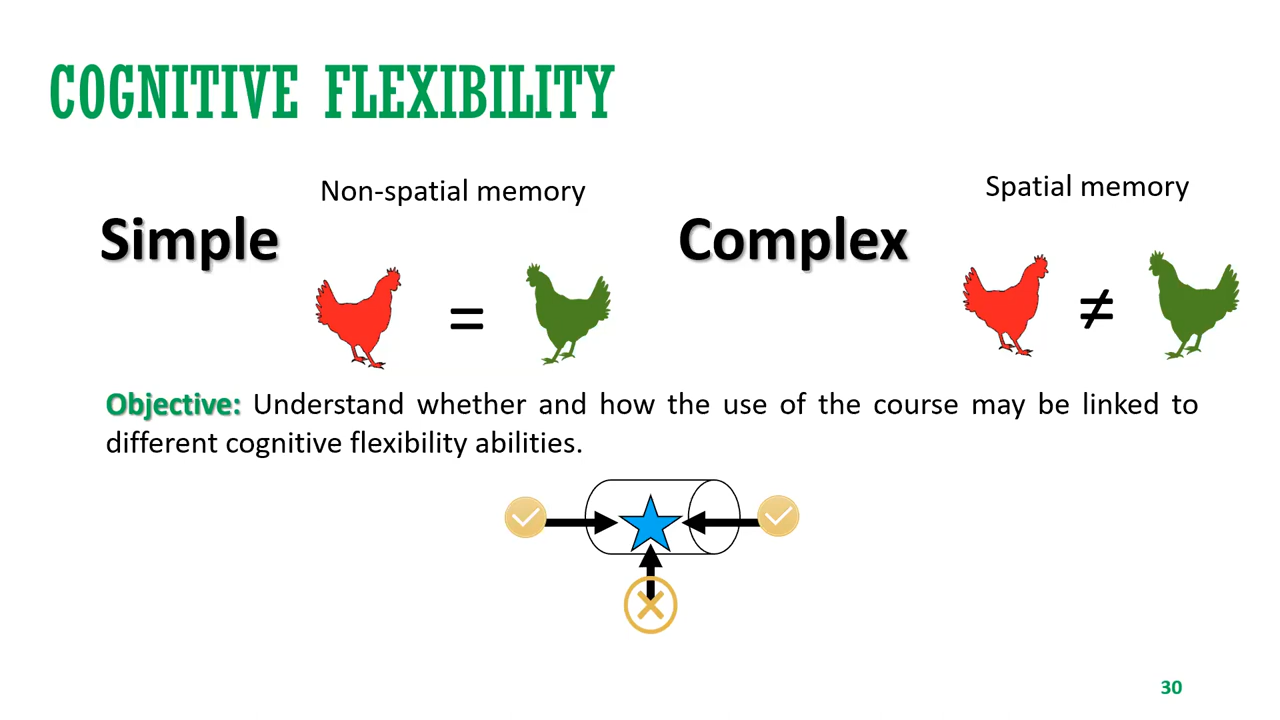 COGNITIVE FLEXIBILITY
Non-spatial memory
Simple
=
Spatial memory
Complex
≠
Objective: Understand whether and how the use of the course may be linked to
different cognitive flexibility abilities.
30